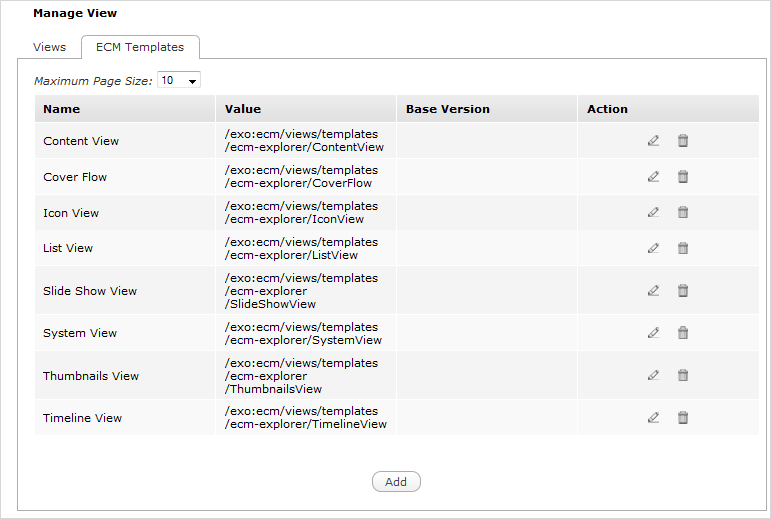 Manage View
Views ECM Templates
Maximum Page Size: 10
Name Value Base Version Action
Content View /exo:ecm/views/templates
/ecm-explorer/ContentView
Cover Flow /exo:ecm/views/templates
/ecm-explorer/CoverFlow
Icon View /exo:ecm/views/templates
/ecm-explorer/IconView
List View /exo:ecm/views/templates
/ecm-explorer/ListView
Slide Show View /exo:ecm/views/templates
/ecm-explorer
/SlideShowView
System View /exo:ecm/views/templates
/ecm-explorer/SystemView
Thumbnails View /exo:ecm/views/templates
/ecm-explorer
/ThumbnailsView
Timeline View /exo:ecm/views/templates
/ecm-explorer/TimelineView
Add